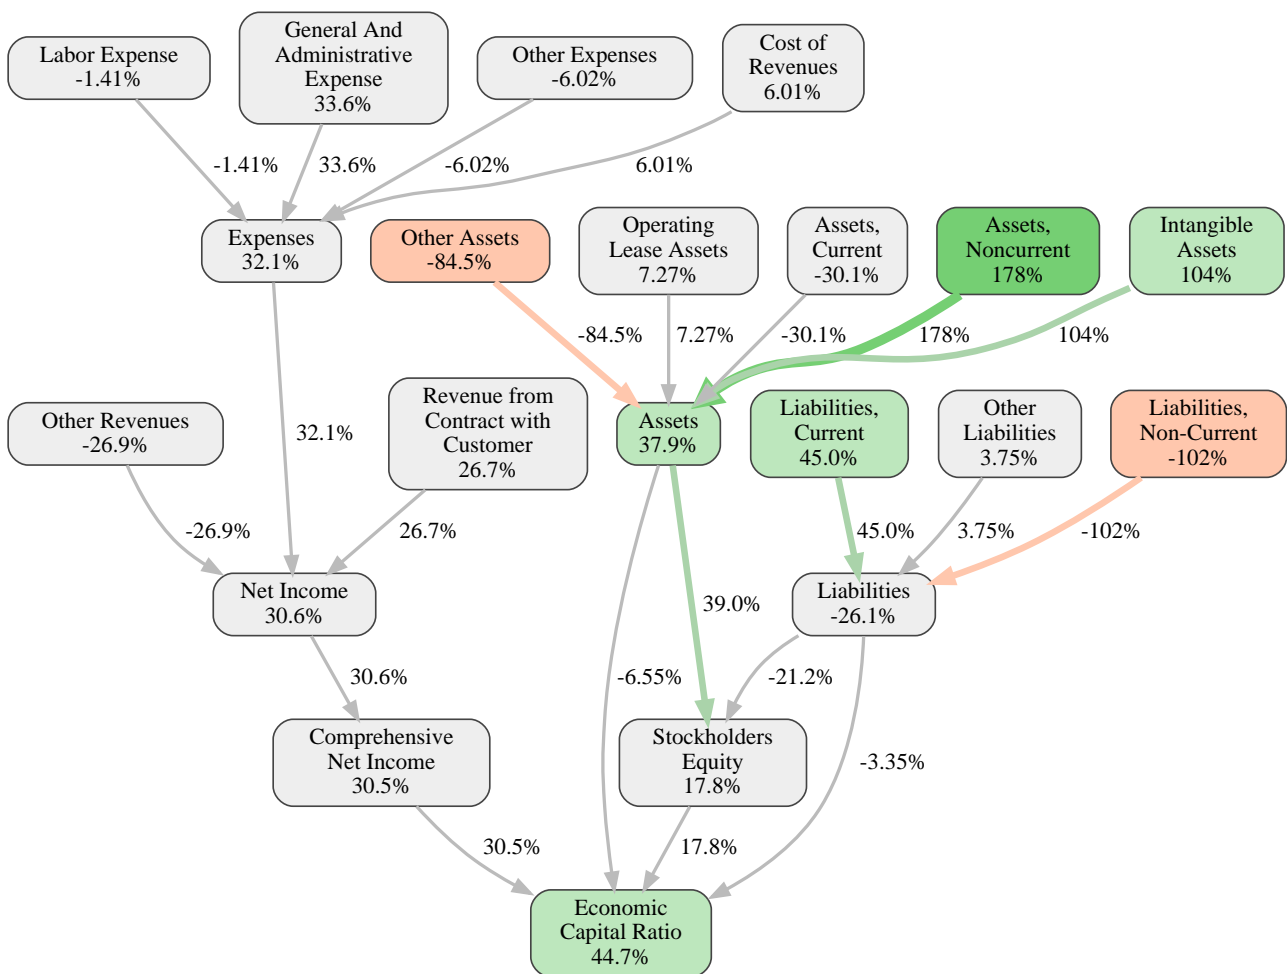 Labor Expense
-1.41%
General And
Administrative
Expense
33.6%
Other Expenses
-6.02%
Cost of
Revenues
6.01%
-1.41%
33.6%
-6.02%
6.01%
Expenses
32.1%
Other Assets
-84.5%
Operating
Lease Assets
7.27%
Assets,
Current
-30.1%
Assets,
Noncurrent
178%
Intangible
Assets
104%
-84.5%
7.27%
-30.1%
178%
104%
Other Revenues
-26.9%
32.1%
Revenue from
Contract with
Customer
26.7%
Assets
37.9%
Liabilities,
Current
45.0%
Other
Liabilities
3.75%
Liabilities,
Non-Current
-102%
-26.9%
26.7%
45.0%
3.75%
-102%
Net Income
30.6%
39.0%
Liabilities
-26.1%
30.6%
-6.55%
-21.2%
Comprehensive
Net Income
30.5%
Stockholders
Equity
17.8%
-3.35%
30.5%
17.8%
Economic
Capital Ratio
44.7%